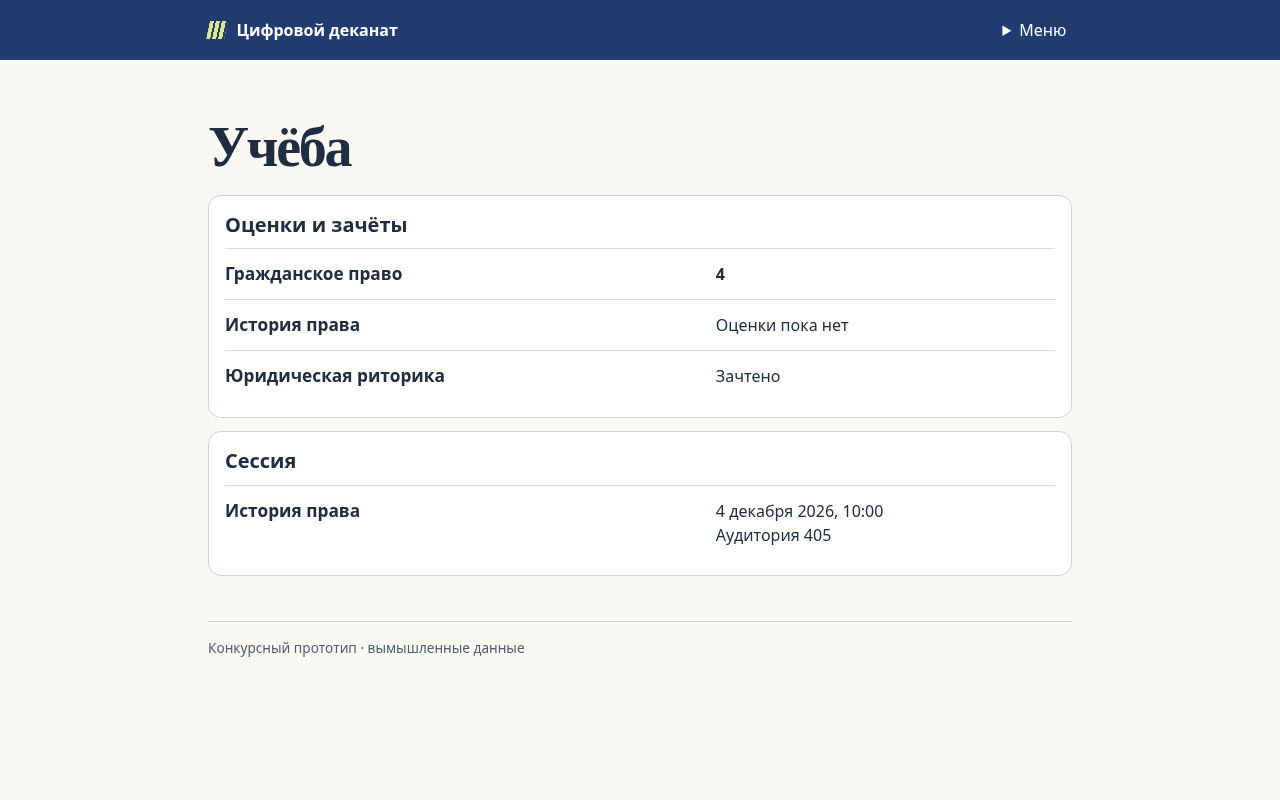 Цифровой деканат
Меню
Учёба
Оценки и зачёты
Гражданское право 4
История права Оценки пока нет
Юридическая риторика Зачтено
Сессия
История права 4 декабря 2026, 10:00
Аудитория 405
Конкурсный прототип · вымышленные данные